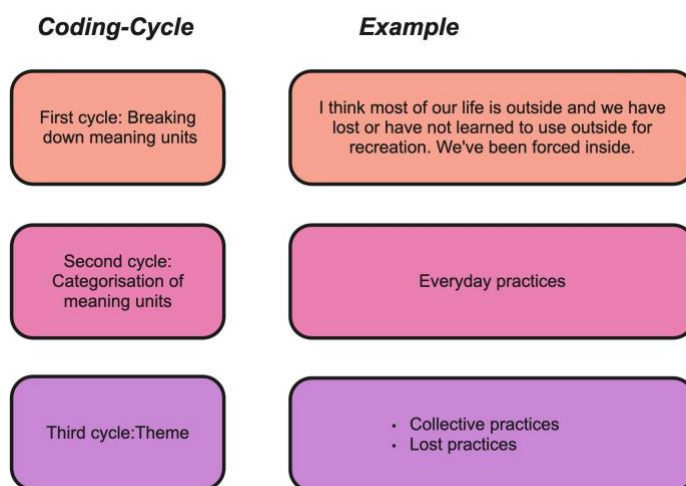 Coding-Cycle
Example
First cycle: Breaking
down meaning units
I think most of our life is outside and we have
lost or have not learned to use outside for
recreation. We've been forced inside.
Second cycle:
Categorisation of
meaning units
Everyday practices
Third cycle:Theme
• Collective practices
• Lost practices